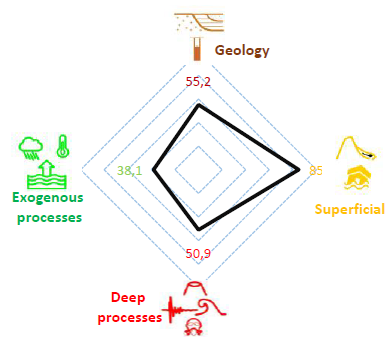 Geology
55,2
38,1
85
Exogenous
processes
Superficial
50,9
Deep
processes